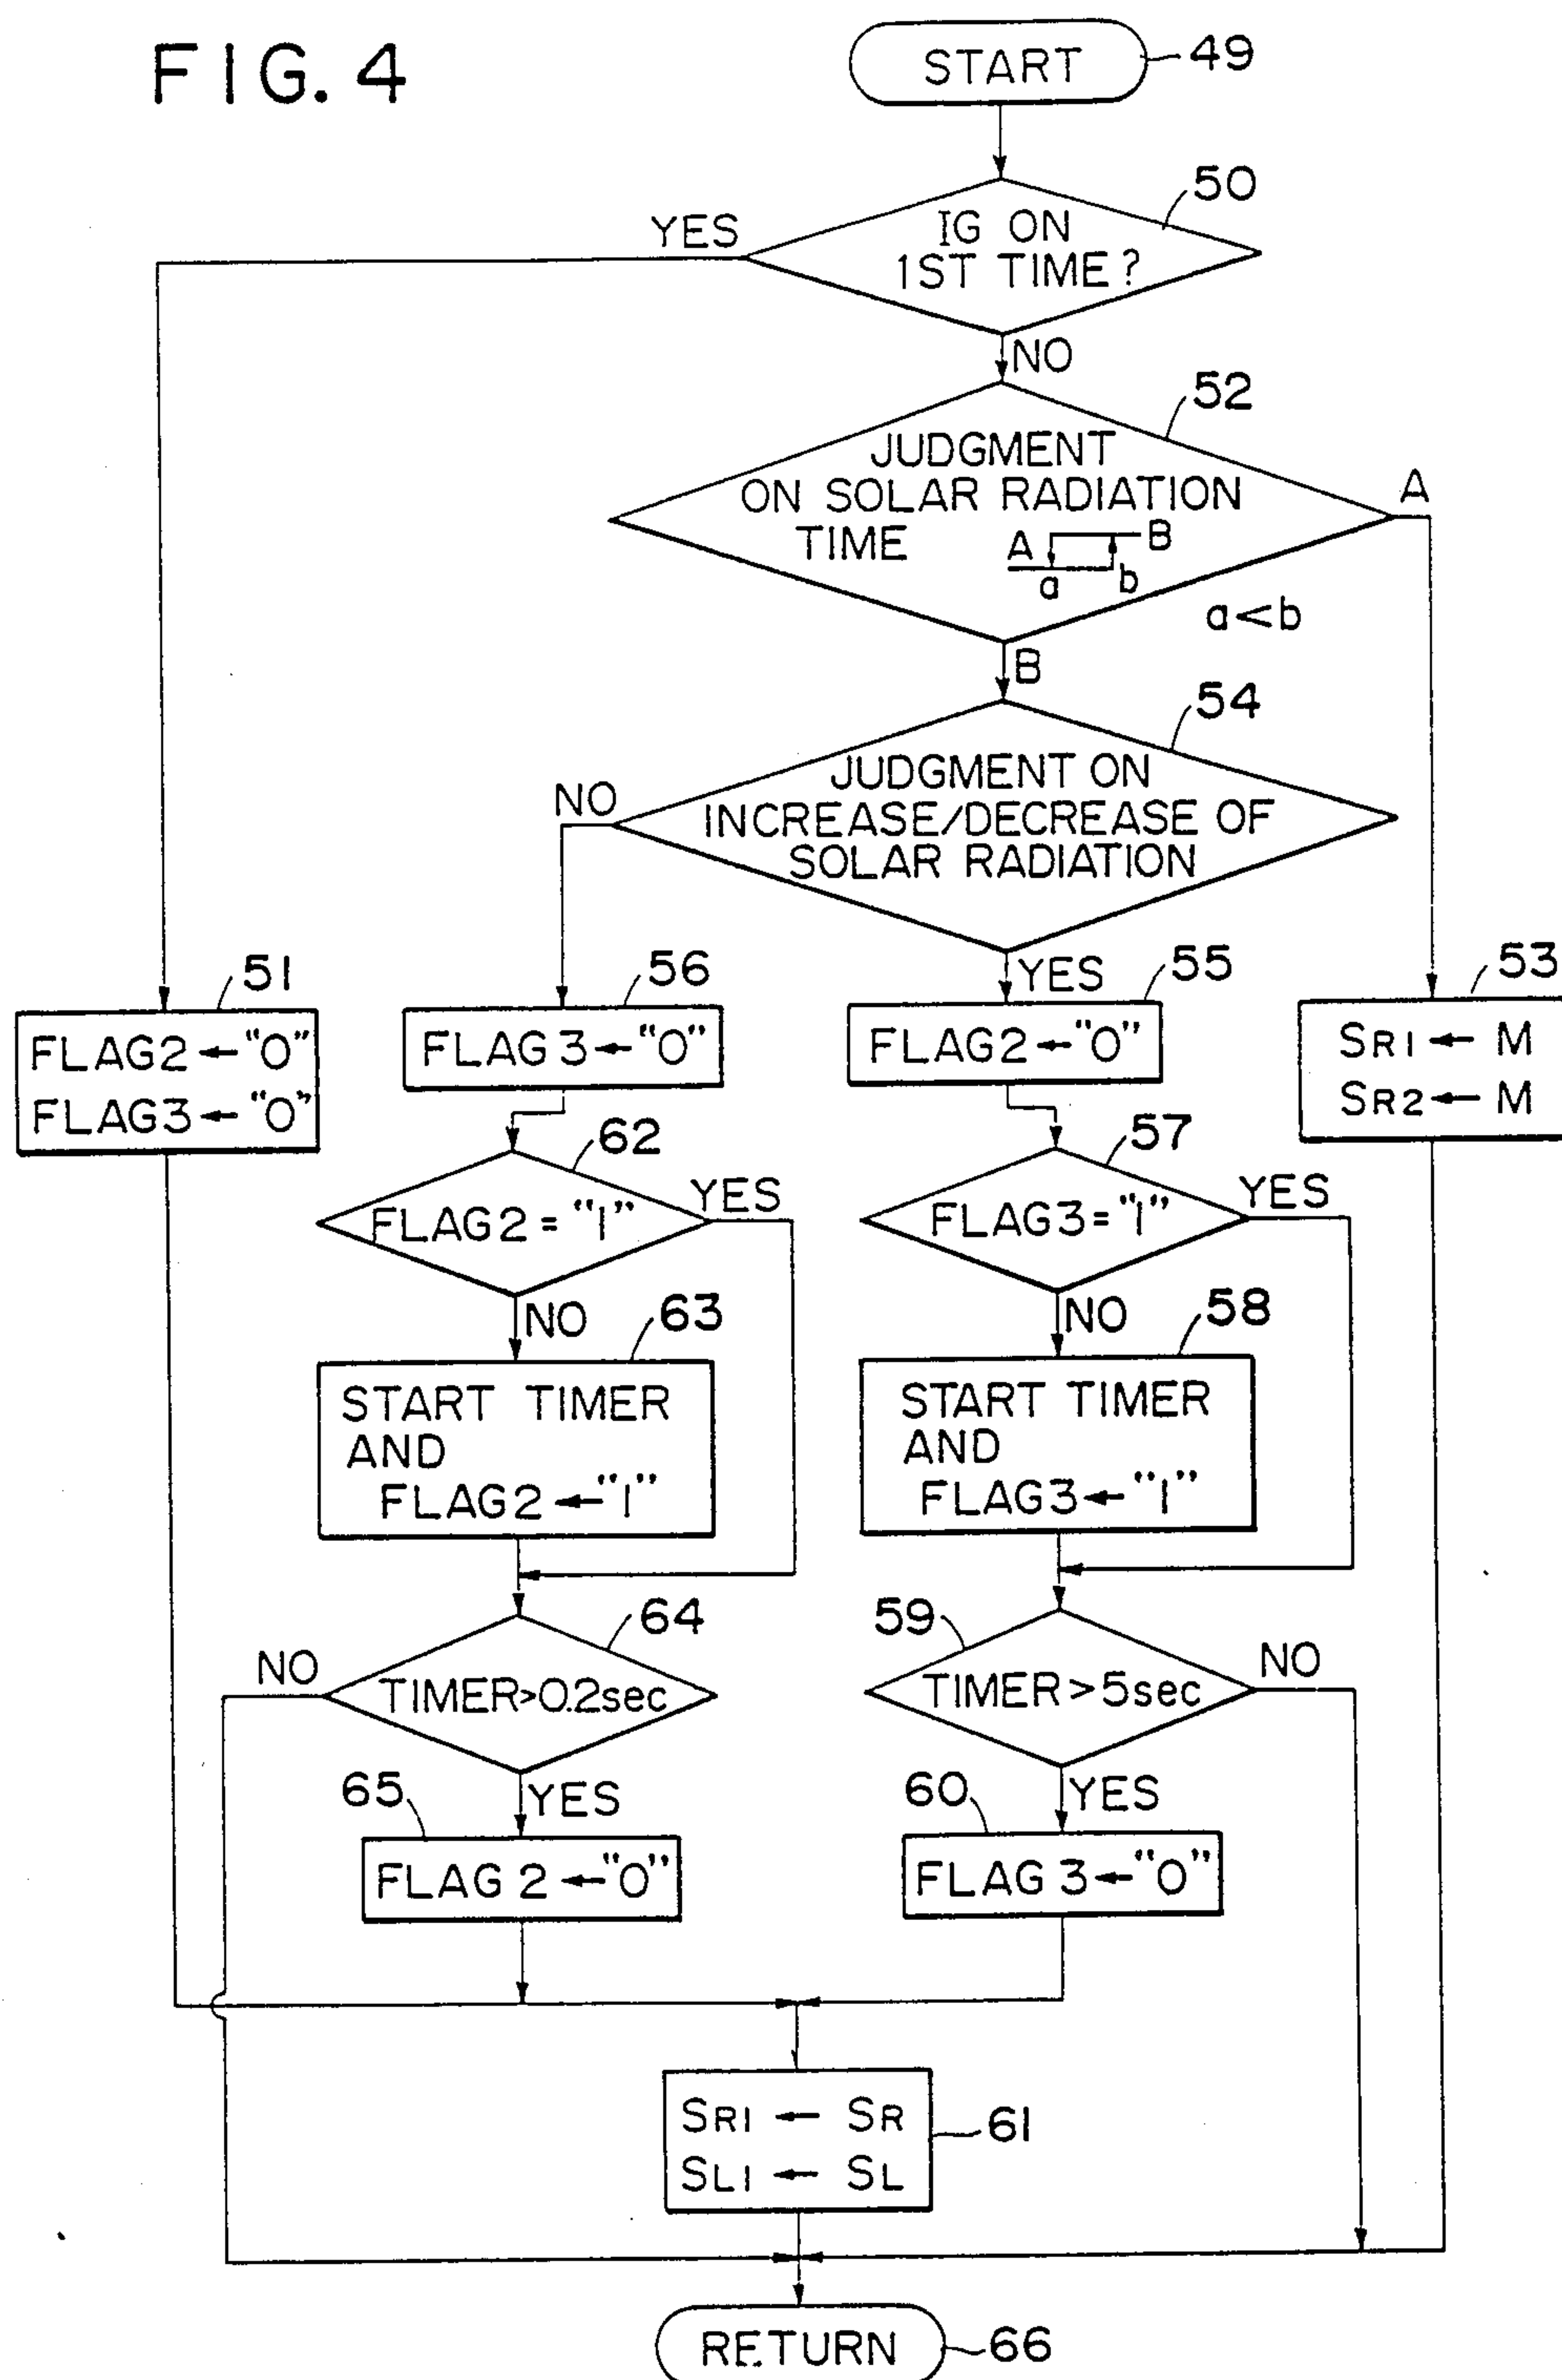 FIG. 4
START
49
50
IG ON
1ST TIME?
YES
NO
52
JUDGMENT
ON SOLAR RADIATION
TIME
A
B
a
b
a<b
A
B
54
JUDGMENT ON
INCREASE/DECREASE OF
SOLAR RADIATION
NO
YES
51
FLAG2←"0"
FLAG3←"0"
56
FLAG3←"0"
55
FLAG2←"0"
53
SR1 ← M
SR2 ← M
62
FLAG2="1"
YES
NO
57
FLAG3="1"
YES
NO
63
START TIMER
AND
FLAG2←"1"
58
START TIMER
AND
FLAG3←"1"
64
TIMER>0.2sec
NO
YES
59
TIMER>5sec
NO
YES
65
FLAG2←"0"
60
FLAG3←"0"
SR1 ← SR
SL1 ← SL
61
RETURN
66